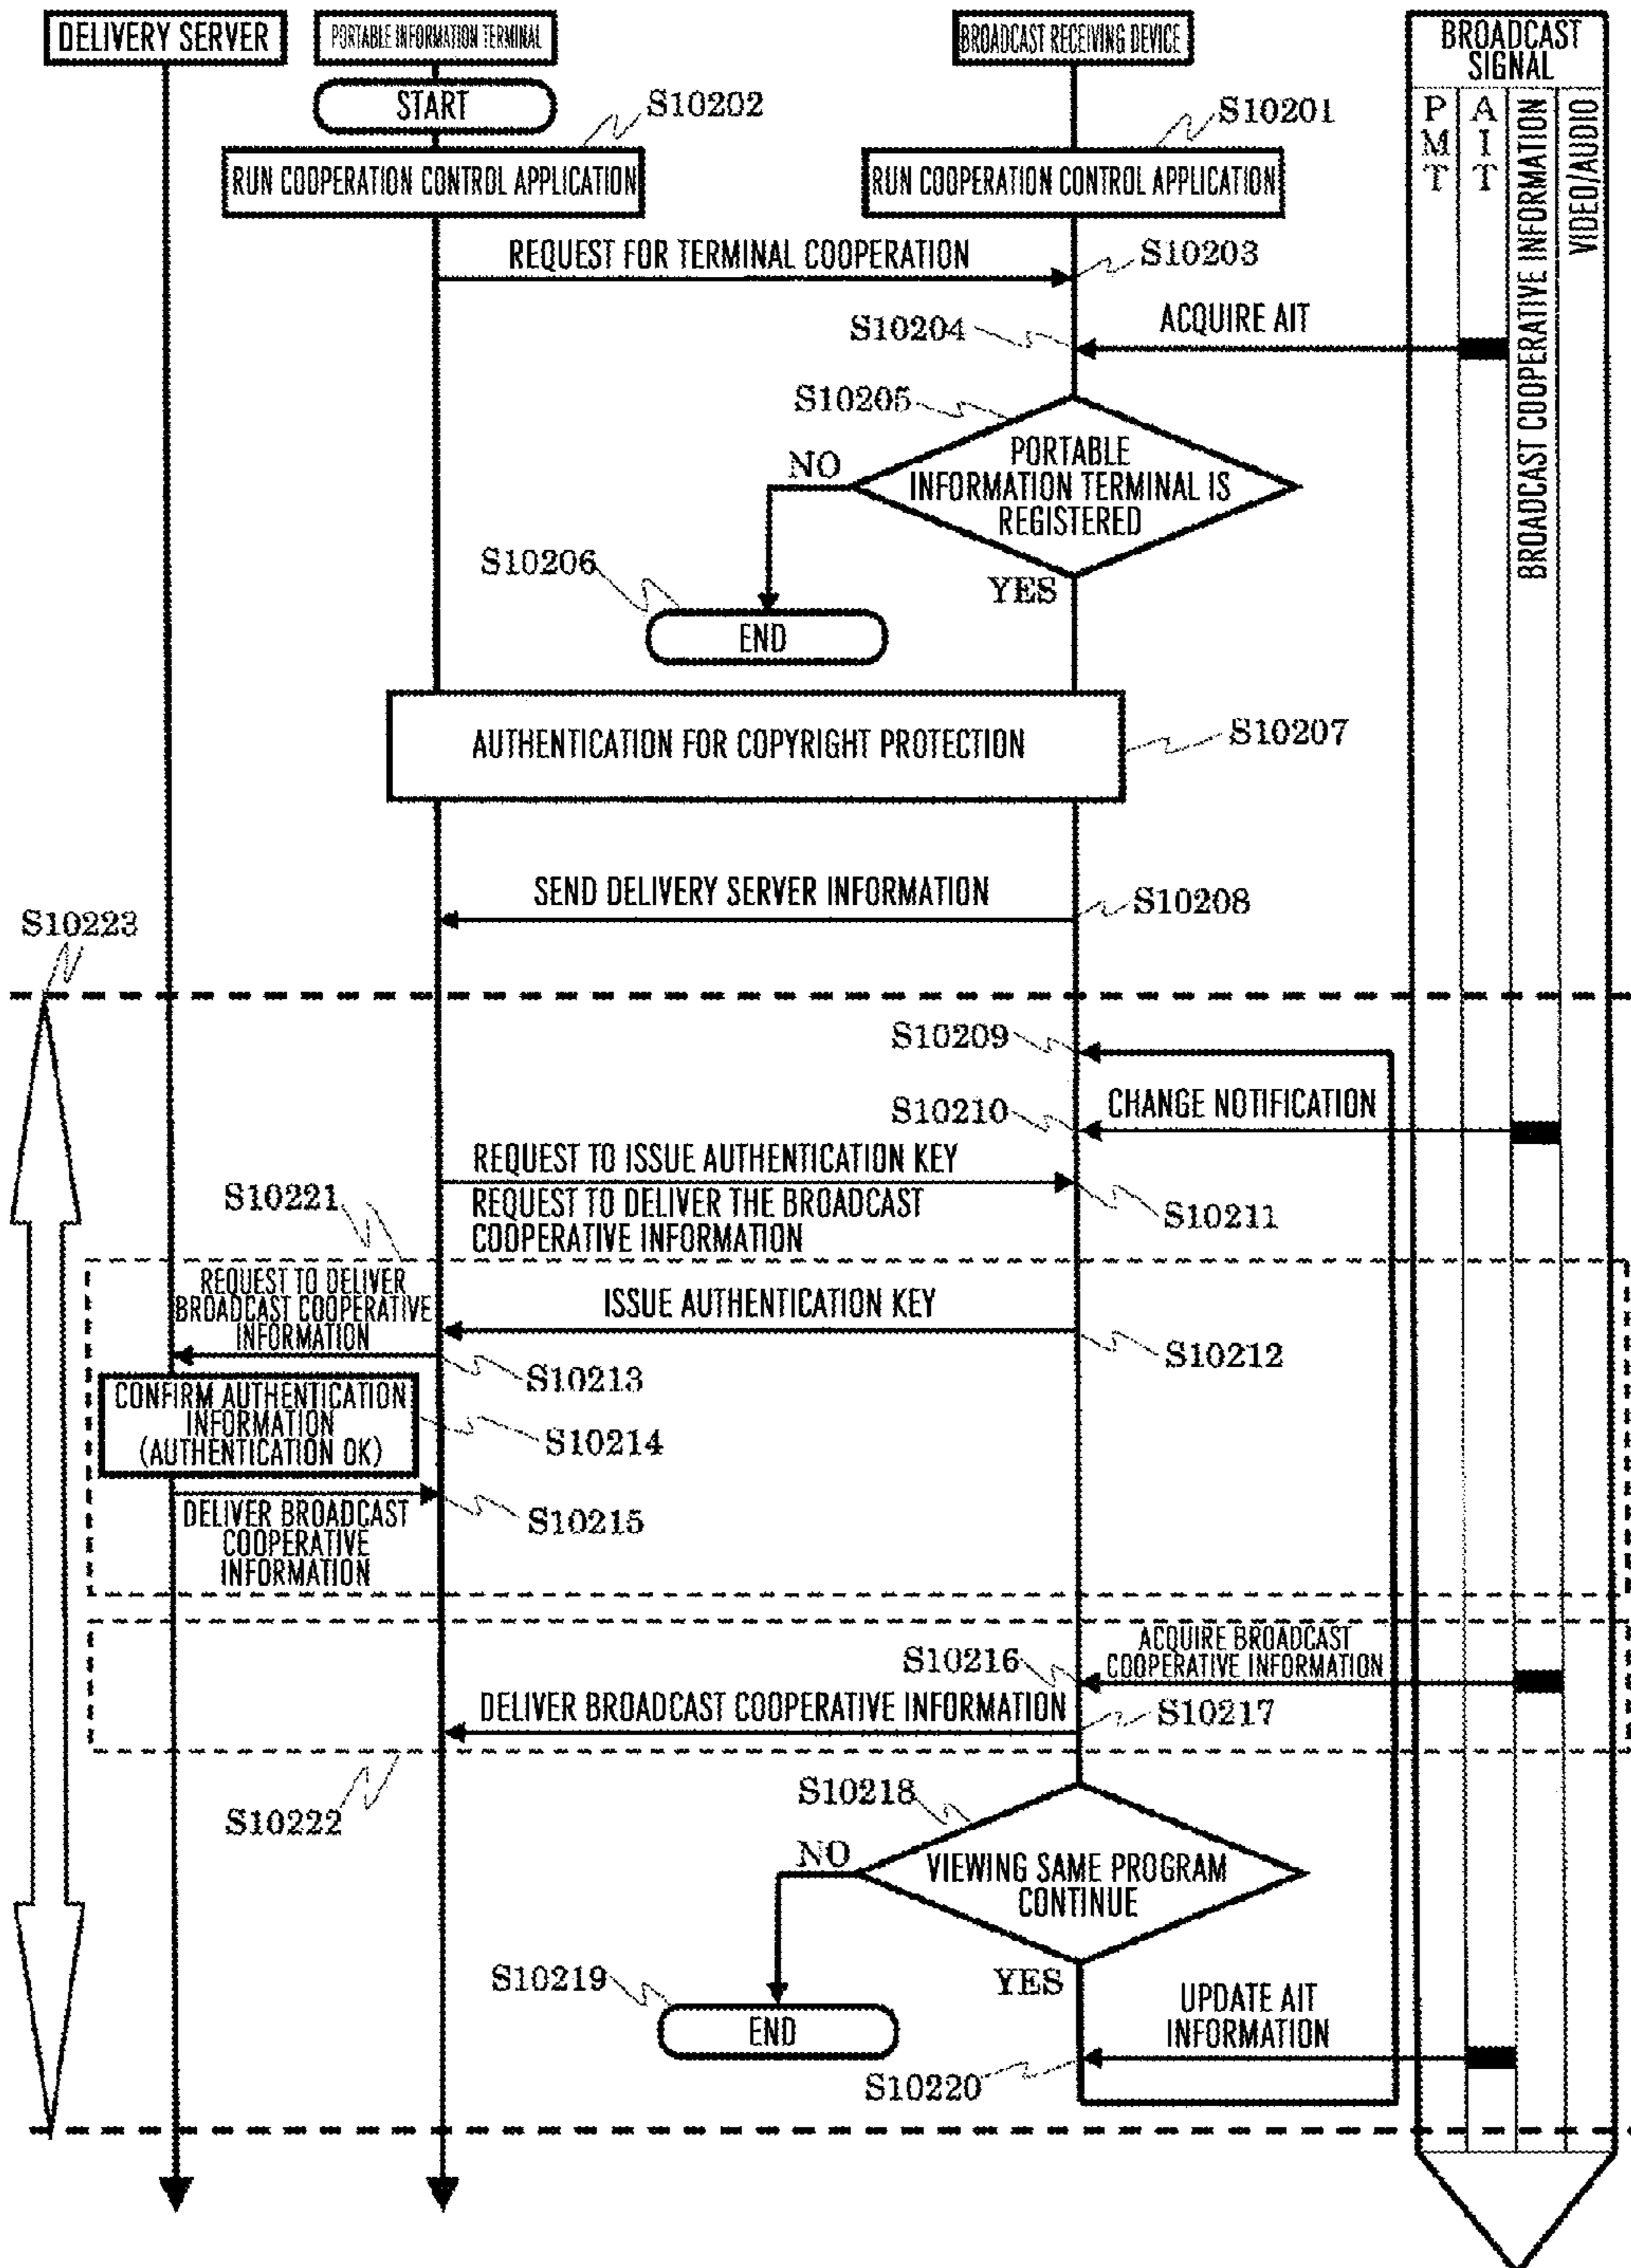 DELIVERY SERVER
PORTABLE INFORMATION TERMINAL
BROADCAST RECEIVING DEVICE
BROADCAST
SIGNAL
PMT
AIT
BROADCAST COOPERATIVE INFORMATION
VIDEO/AUDIO
START
S10202
S10201
RUN COOPERATION CONTROL APPLICATION
RUN COOPERATION CONTROL APPLICATION
REQUEST FOR TERMINAL COOPERATION
S10203
S10204
ACQUIRE AIT
S10205
NO
PORTABLE
INFORMATION TERMINAL IS
REGISTERED
S10206
YES
END
AUTHENTICATION FOR COPYRIGHT PROTECTION
S10207
SEND DELIVERY SERVER INFORMATION
S10208
S10223
S10209
S10210
CHANGE NOTIFICATION
REQUEST TO ISSUE AUTHENTICATION KEY
S10221
REQUEST TO DELIVER THE BROADCAST
COOPERATIVE INFORMATION
S10211
REQUEST TO DELIVER
BROADCAST COOPERATIVE
INFORMATION
ISSUE AUTHENTICATION KEY
S10212
S10213
CONFIRM AUTHENTICATION
INFORMATION
(AUTHENTICATION OK)
S10214
DELIVER BROADCAST
COOPERATIVE
INFORMATION
S10215
S10216
ACQUIRE BROADCAST
COOPERATIVE INFORMATION
DELIVER BROADCAST COOPERATIVE INFORMATION
S10217
S10222
S10218
NO
VIEWING SAME PROGRAM
CONTINUE
S10219
YES
END
UPDATE AIT
INFORMATION
S10220